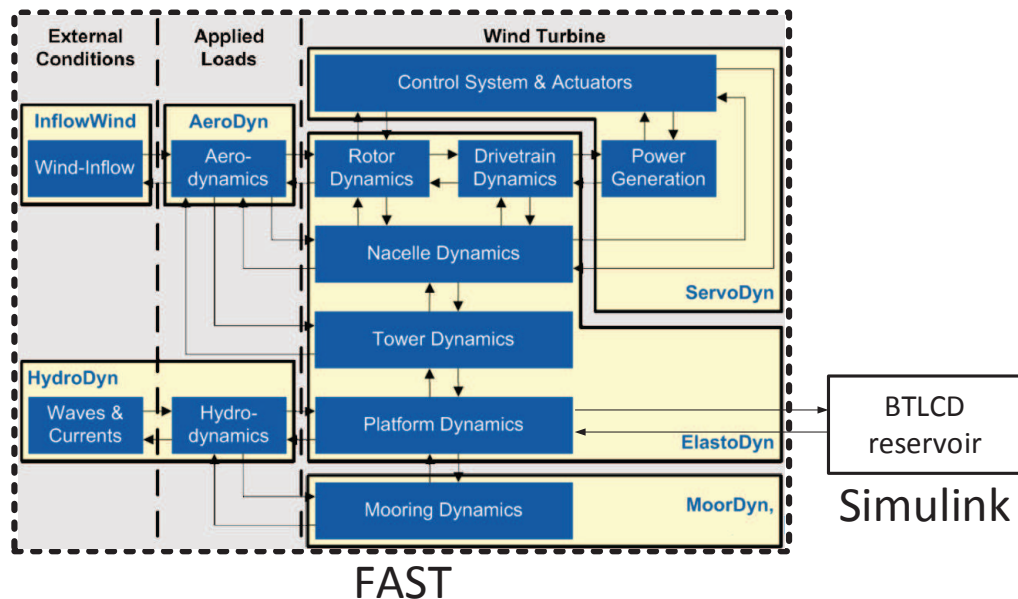 External
Conditions
Applied
Loads
Wind Turbine
Control System & Actuators
InflowWind
AeroDyn
Wind-Inflow
Aero-
dynamics
Rotor
Dynamics
Drivetrain
Dynamics
Power
Generation
Nacelle Dynamics
ServoDyn
Tower Dynamics
HydroDyn
Waves &
Currents
Hydro-
dynamics
Platform Dynamics
ElastoDyn
BTLCD
reservoir
Mooring Dynamics
MoorDyn,
Simulink
FAST